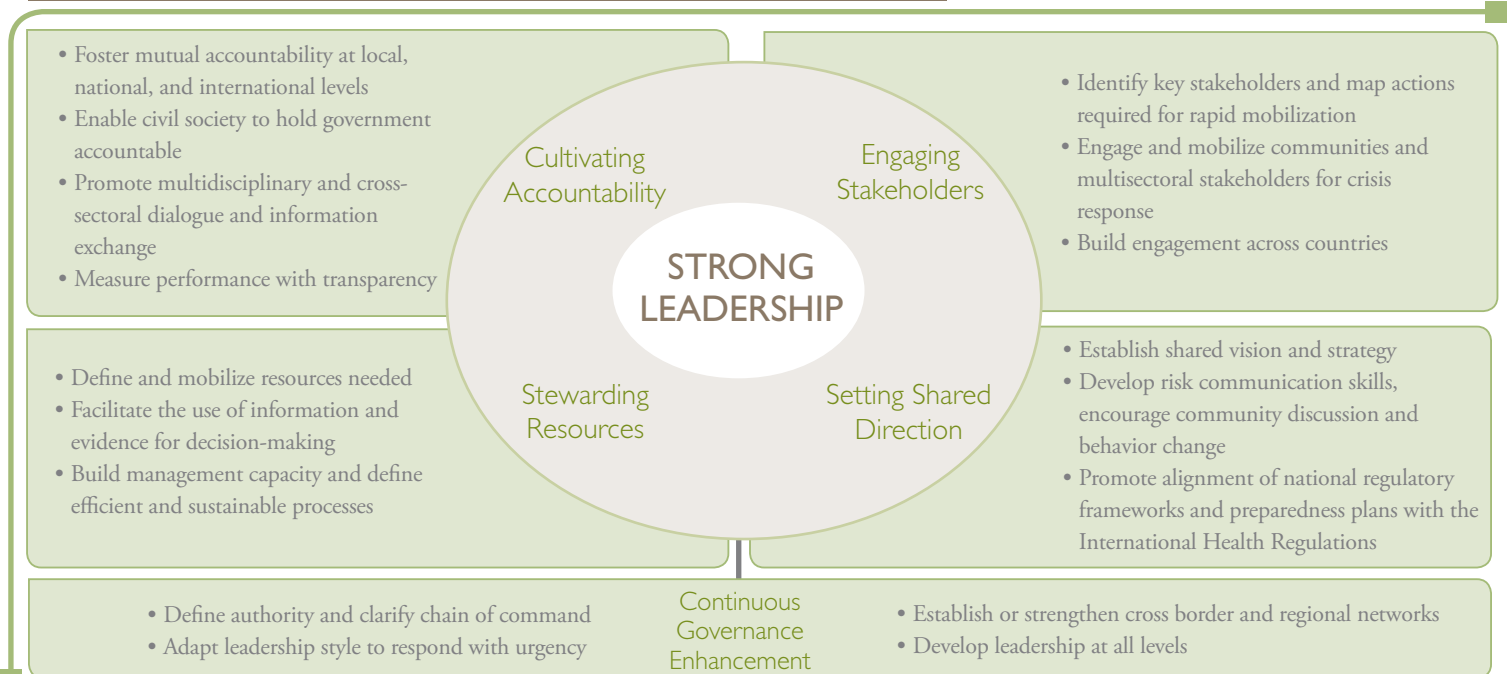 • Foster mutual accountability at local,
national, and international levels
• Enable civil society to hold government
accountable
• Promote multidisciplinary and cross-
sectoral dialogue and information
exchange
• Measure performance with transparency
Cultivating
Accountability
Engaging
Stakeholders
• Identify key stakeholders and map actions
required for rapid mobilization
• Engage and mobilize communities and
multisectoral stakeholders for crisis
response
• Build engagement across countries
STRONG
LEADERSHIP
• Define and mobilize resources needed
• Facilitate the use of information and
evidence for decision-making
• Build management capacity and define
efficient and sustainable processes
Stewarding
Resources
Setting Shared
Direction
• Establish shared vision and strategy
• Develop risk communication skills,
encourage community discussion and
behavior change
• Promote alignment of national regulatory
frameworks and preparedness plans with the
International Health Regulations
• Define authority and clarify chain of command
• Adapt leadership style to respond with urgency
Continuous
Governance
Enhancement
• Establish or strengthen cross border and regional networks
• Develop leadership at all levels